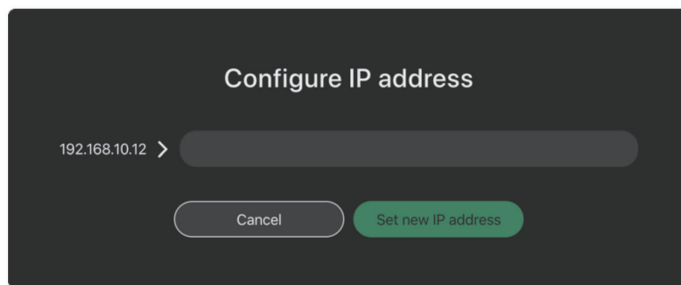 Configure IP address
192.168.10.12
Cancel
Set new IP address